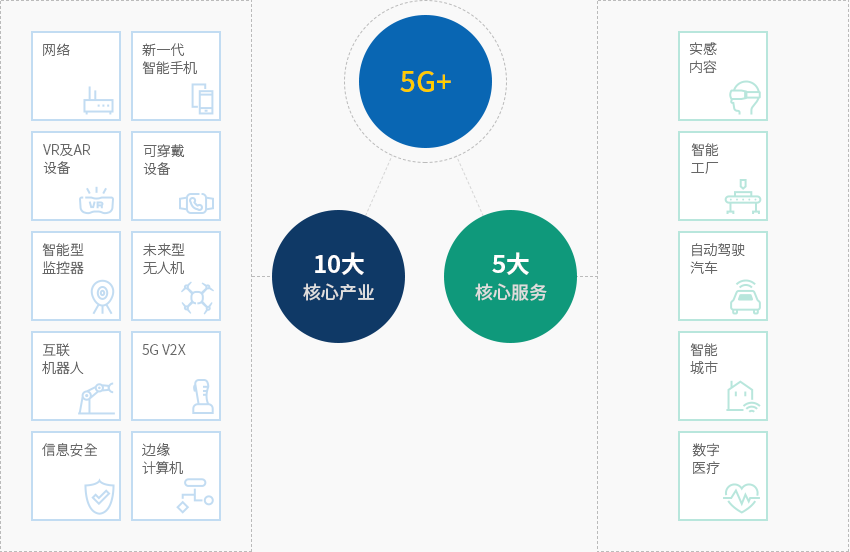 网络
新一代
智能手机
VR及AR
设备
VR
可穿戴
设备
智能型
监控器
未来型
无人机
互联
机器人
5G V2X
信息安全
边缘
计算机
5G+
10大
核心产业
5大
核心服务
实感
内容
智能
工厂
自动驾驶
汽车
智能
城市
数字
医疗